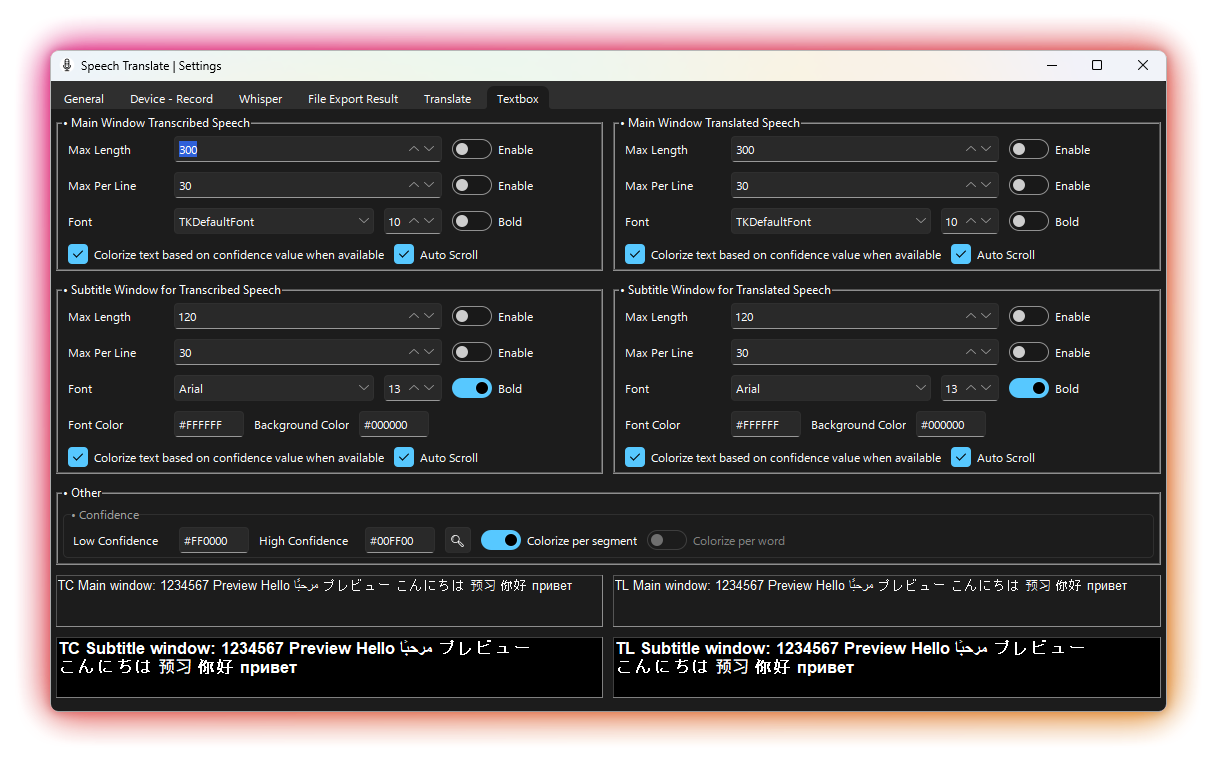 Speech Translate | Settings
General Device - Record Whisper File Export Result Translate Textbox
• Main Window Transcribed Speech
Max Length 300 Enable
Max Per Line 30 Enable
Font TKDefaultFont 10 Bold
Colorize text based on confidence value when available Auto Scroll
• Main Window Translated Speech
Max Length 300 Enable
Max Per Line 30 Enable
Font TKDefaultFont 10 Bold
Colorize text based on confidence value when available Auto Scroll
• Subtitle Window for Transcribed Speech
Max Length 120 Enable
Max Per Line 30 Enable
Font Arial 13 Bold
Font Color #FFFFFF Background Color #000000
Colorize text based on confidence value when available Auto Scroll
• Subtitle Window for Translated Speech
Max Length 120 Enable
Max Per Line 30 Enable
Font Arial 13 Bold
Font Color #FFFFFF Background Color #000000
Colorize text based on confidence value when available Auto Scroll
• Other
• Confidence
Low Confidence #FF0000 High Confidence #00FF00 Colorize per segment Colorize per word
TC Main window: 1234567 Preview Hello مرحبًا プレビュー こんにちは 预习 你好 привет
TL Main window: 1234567 Preview Hello مرحبًا プレビュー こんにちは 预习 你好 привет
TC Subtitle window: 1234567 Preview Hello مرحبًا プレビュー
こんにちは 预习 你好 привет
TL Subtitle window: 1234567 Preview Hello مرحبًا プレビュー
こんにちは 预习 你好 привет